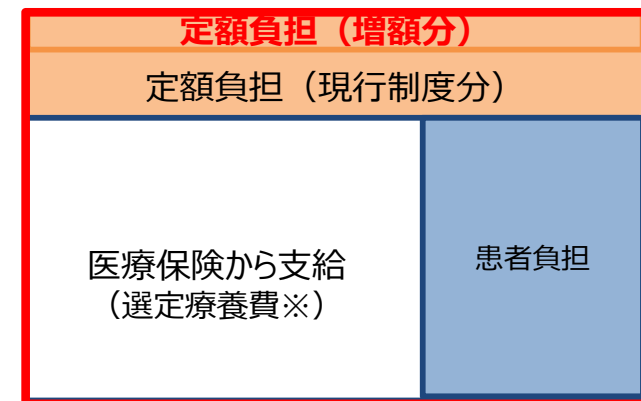 定額負担（増額分）
定額負担（現行制度分）
医療保険から支給
（選定療養費※）
患者負担